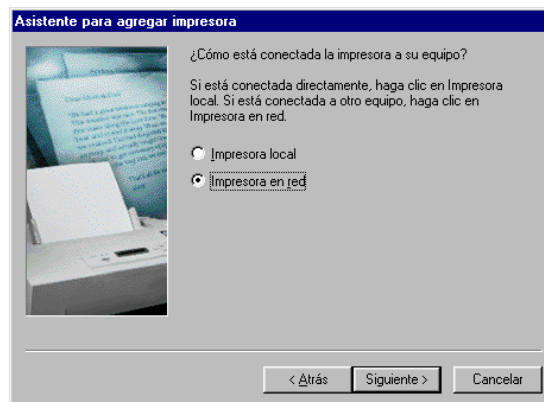 Asistente para agregar impresora
¿Cómo está conectada la impresora a su equipo?
Si está conectada directamente, haga clic en Impresora
local. Si está conectada a otro equipo, haga clic en
Impresora en red.
Impresora local
Impresora en red
< Atrás
Siguiente >
Cancelar